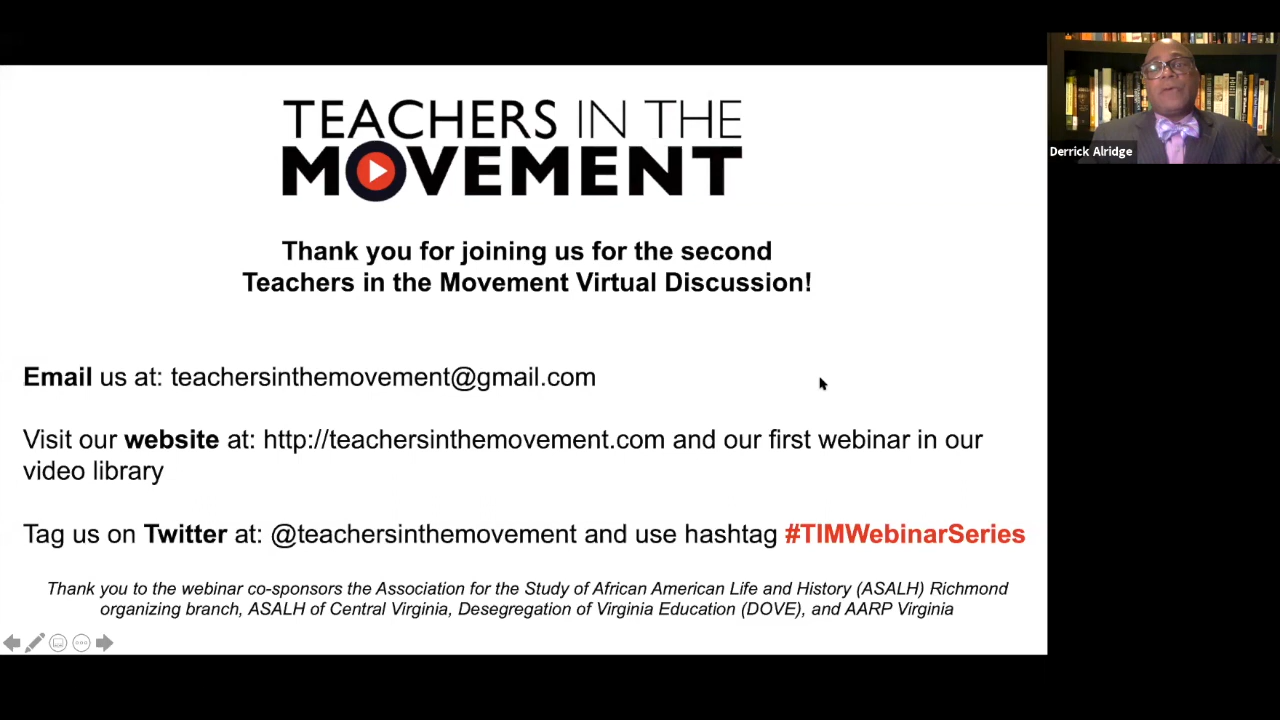 TEACHERS IN THE
MOVEMENT
Derrick Alridge
Thank you for joining us for the second
Teachers in the Movement Virtual Discussion!
Email us at: teachersinthemovement@gmail.com
Visit our website at: http://teachersinthemovement.com and our first webinar in our
video library
Tag us on Twitter at: @teachersinthemovement and use hashtag #TIMWebinarSeries
Thank you to the webinar co-sponsors the Association for the Study of African American Life and History (ASALH) Richmond
organizing branch, ASALH of Central Virginia, Desegregation of Virginia Education (DOVE), and AARP Virginia